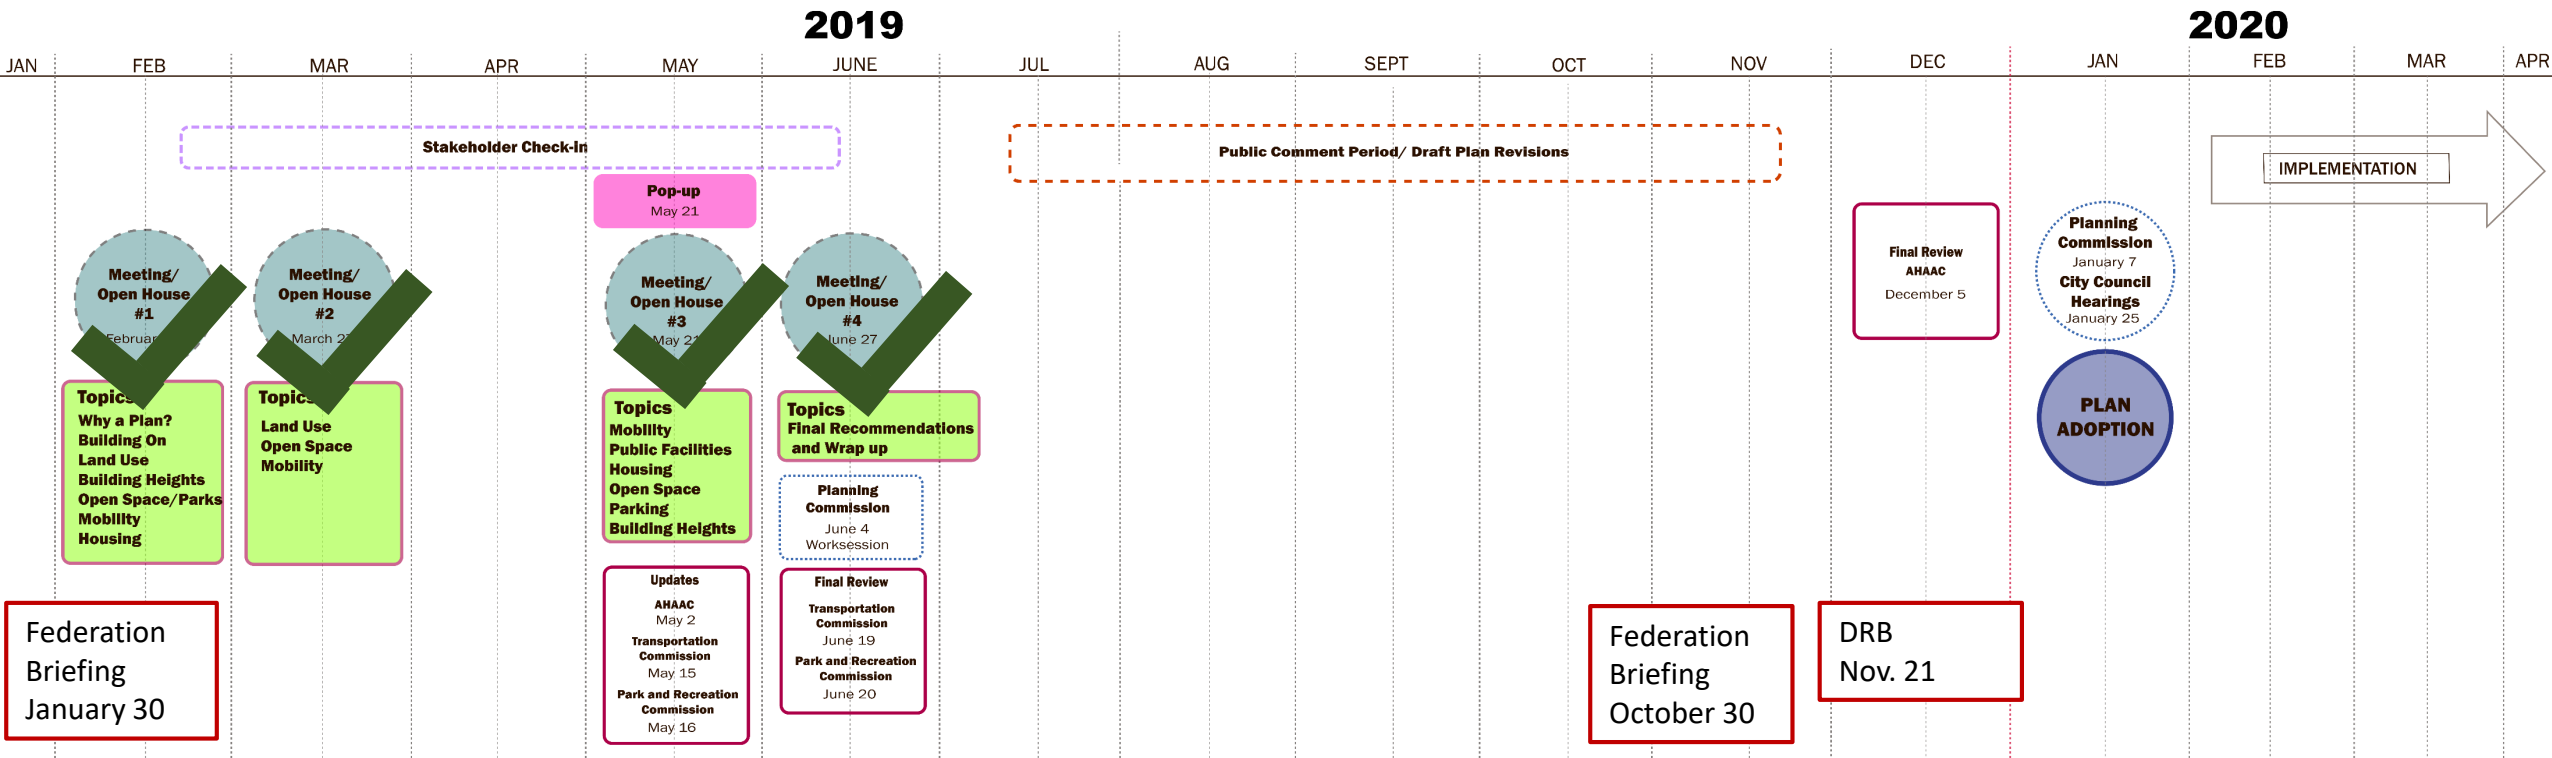 2019
2020
JAN FEB MAR APR MAY JUNE JUL AUG SEPT OCT NOV DEC JAN FEB MAR APR
Stakeholder Check-In
Public Comment Period/ Draft Plan Revisions
IMPLEMENTATION
Pop-up
May 21
Meeting/
Open House
#1
Meeting/
Open House
#2
March
Meeting/
Open House
#3
May 21
Meeting/
Open House
#4
June 27
Topics
Why a Plan?
Building On
Land Use
Building Heights
Open Space/Parks
Mobility
Housing
Topics
Land Use
Open Space
Mobility
Topics
Mobility
Public Facilities
Housing
Open Space
Parking
Building Heights
Topics
Final Recommendations
and Wrap up
Planning
Commission
June 4
Worksession
Updates
AHAAC
May 2
Transportation
Commission
May 15
Park and Recreation
Commission
May 16
Final Review
Transportation
Commission
June 19
Park and Recreation
Commission
June 20
Final Review
AHAAC
December 5
Planning
Commission
January 7
City Council
Hearings
January 25
PLAN
ADOPTION
Federation
Briefing
January 30
Federation
Briefing
October 30
DRB
Nov. 21